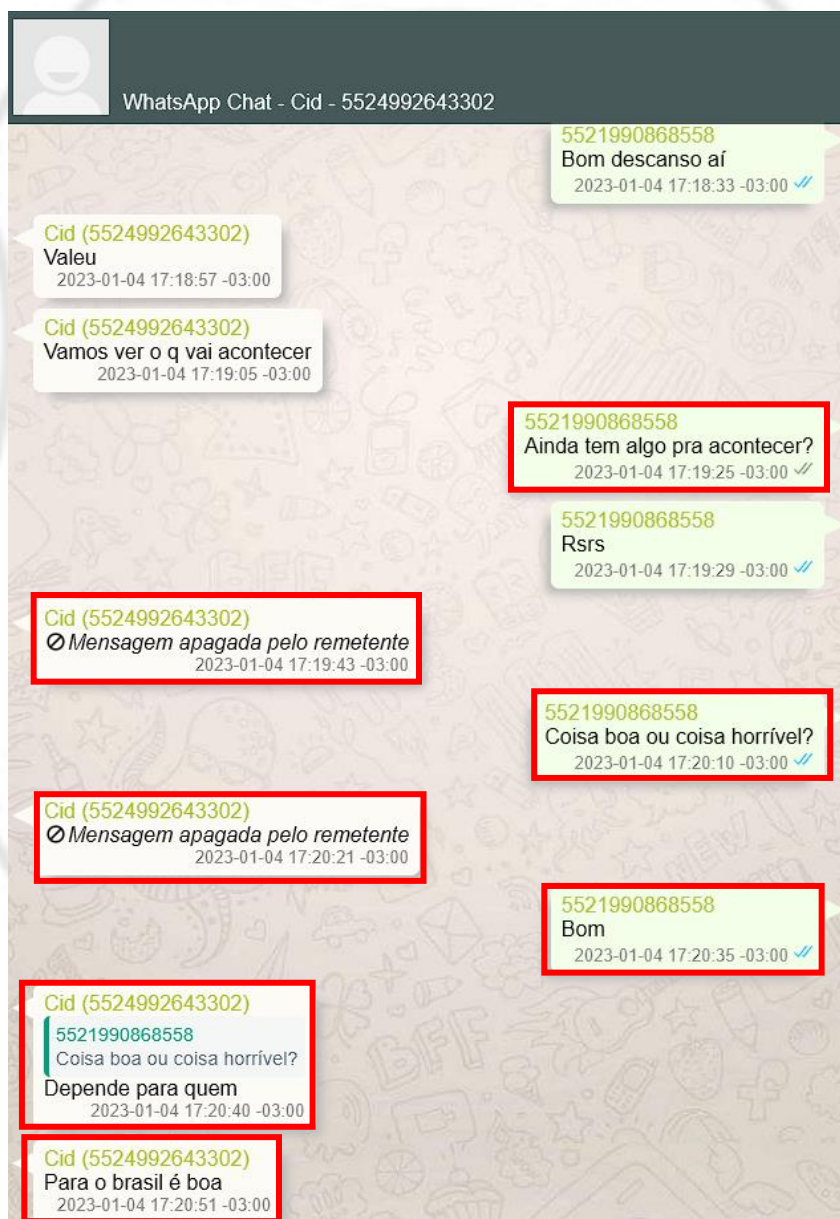 WhatsApp Chat - Cid - 5524992643302
5521990868558
Bom descanso aí
2023-01-04 17:18:33 -03:00
Cid (5524992643302)
Valeu
2023-01-04 17:18:57 -03:00
Cid (5524992643302)
Vamos ver o q vai acontecer
2023-01-04 17:19:05 -03:00
5521990868558
Ainda tem algo pra acontecer?
2023-01-04 17:19:25 -03:00
5521990868558
Rsrs
2023-01-04 17:19:29 -03:00
Cid (5524992643302)
Mensagem apagada pelo remetente
2023-01-04 17:19:43 -03:00
5521990868558
Coisa boa ou coisa horrível?
2023-01-04 17:20:10 -03:00
Cid (5524992643302)
Mensagem apagada pelo remetente
2023-01-04 17:20:21 -03:00
5521990868558
Bom
2023-01-04 17:20:35 -03:00
Cid (5524992643302)
5521990868558
Coisa boa ou coisa horrível?
Depende para quem
2023-01-04 17:20:40 -03:00
Cid (5524992643302)
Para o brasil é boa
2023-01-04 17:20:51 -03:00